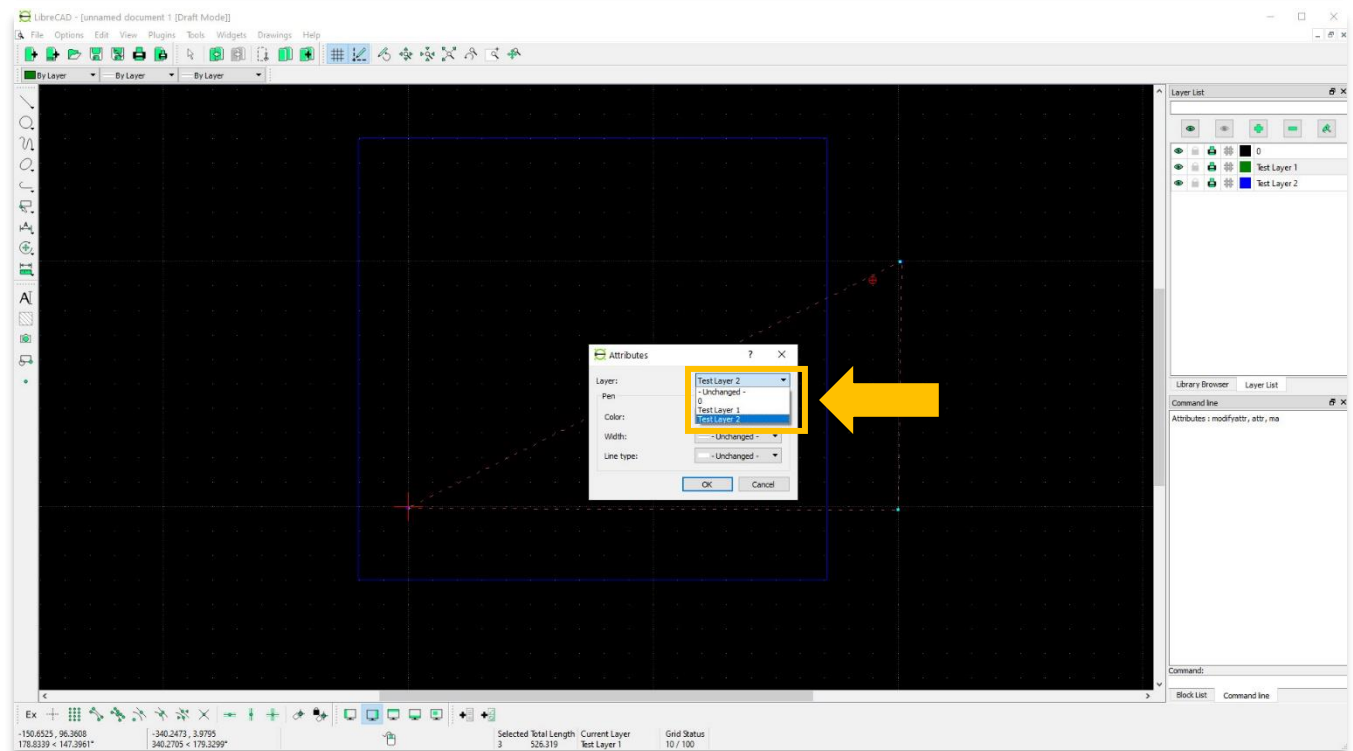 LibreCAD - [unnamed document 1 [Draft Mode]]
File Options Edit View Plugins Tools Widgets Drawings Help
By Layer By Layer By Layer
Layer List
0
Test Layer 1
Test Layer 2
Attributes ?
Layer: Test Layer 2
- Unchanged -
0
Test Layer 1
Test Layer 2
Pen
Color:
Width: - Unchanged -
Line type: - Unchanged -
OK Cancel
Library Browser Layer List
Command line
Attributes : modifyattr, attr, ma
Command:
Block List Command line
Ex
-150.6525 , 96.3608
178.8339 < 147.3961°
-340.2473 , 3.9795
340.2705 < 179.3299°
Selected Total Length Current Layer Grid Status
3 526.319 Test Layer 1 10 / 100